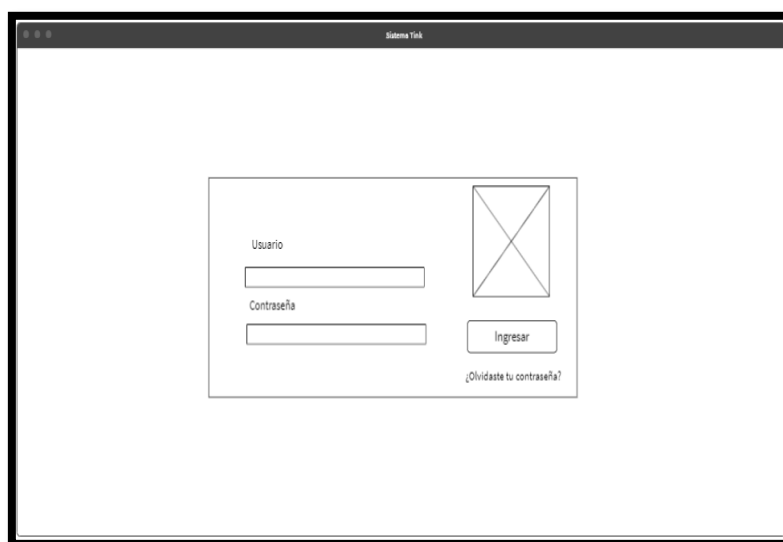 Sistema Tink
Usuario
Contraseña
Ingresar
¿Olvidaste tu contraseña?